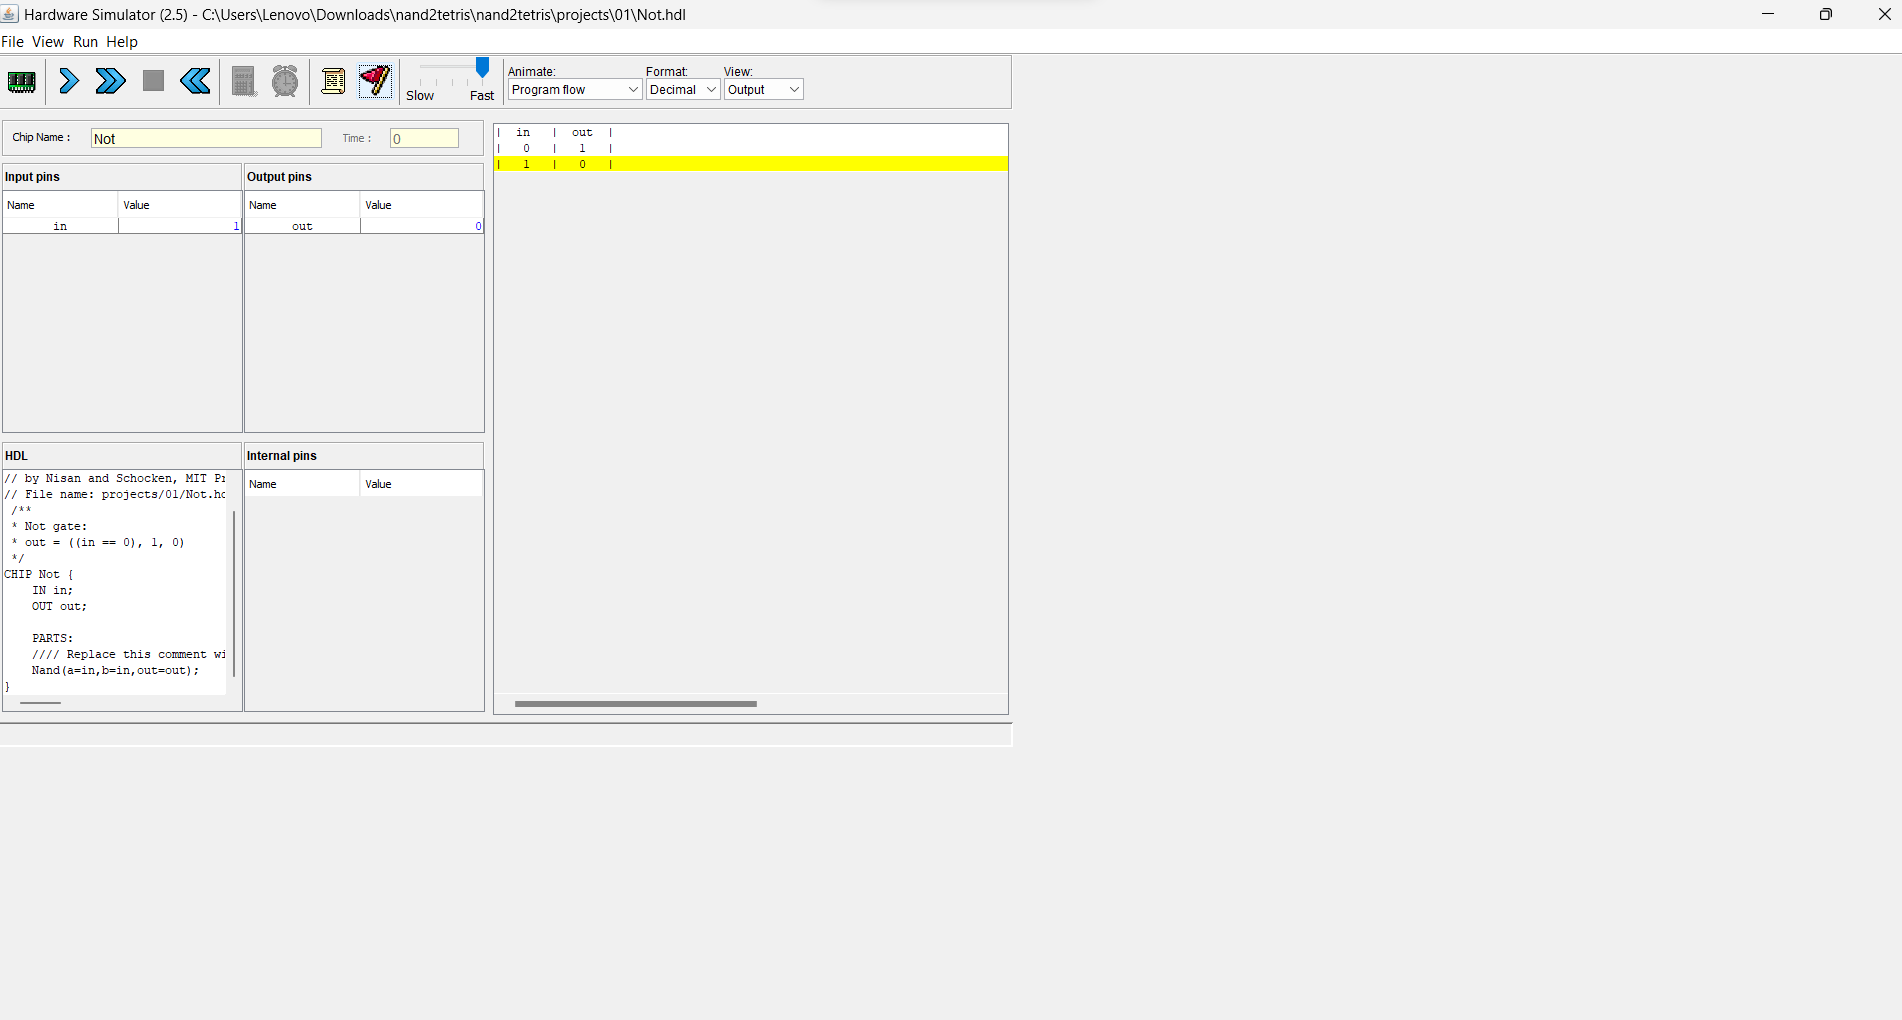 Hardware Simulator (2.5) - C:\Users\Lenovo\Downloads\nand2tetris\nand2tetris\projects\01\Not.hdl
File View Run Help
Slow Fast
Animate: Format: View:
Program flow Decimal Output
Chip Name : Not Time : 0
Input pins
Name Value
in 1
Output pins
Name Value
out 0
HDL
// by Nisan and Schocken, MIT Pr
// File name: projects/01/Not.hd
/**
* Not gate:
* out = ((in == 0), 1, 0)
*/
CHIP Not {
IN in;
OUT out;
PARTS:
//// Replace this comment wi
Nand(a=in,b=in,out=out);
}
Internal pins
Name Value
| in | out |
| 0 | 1 |
| 1 | 0 |